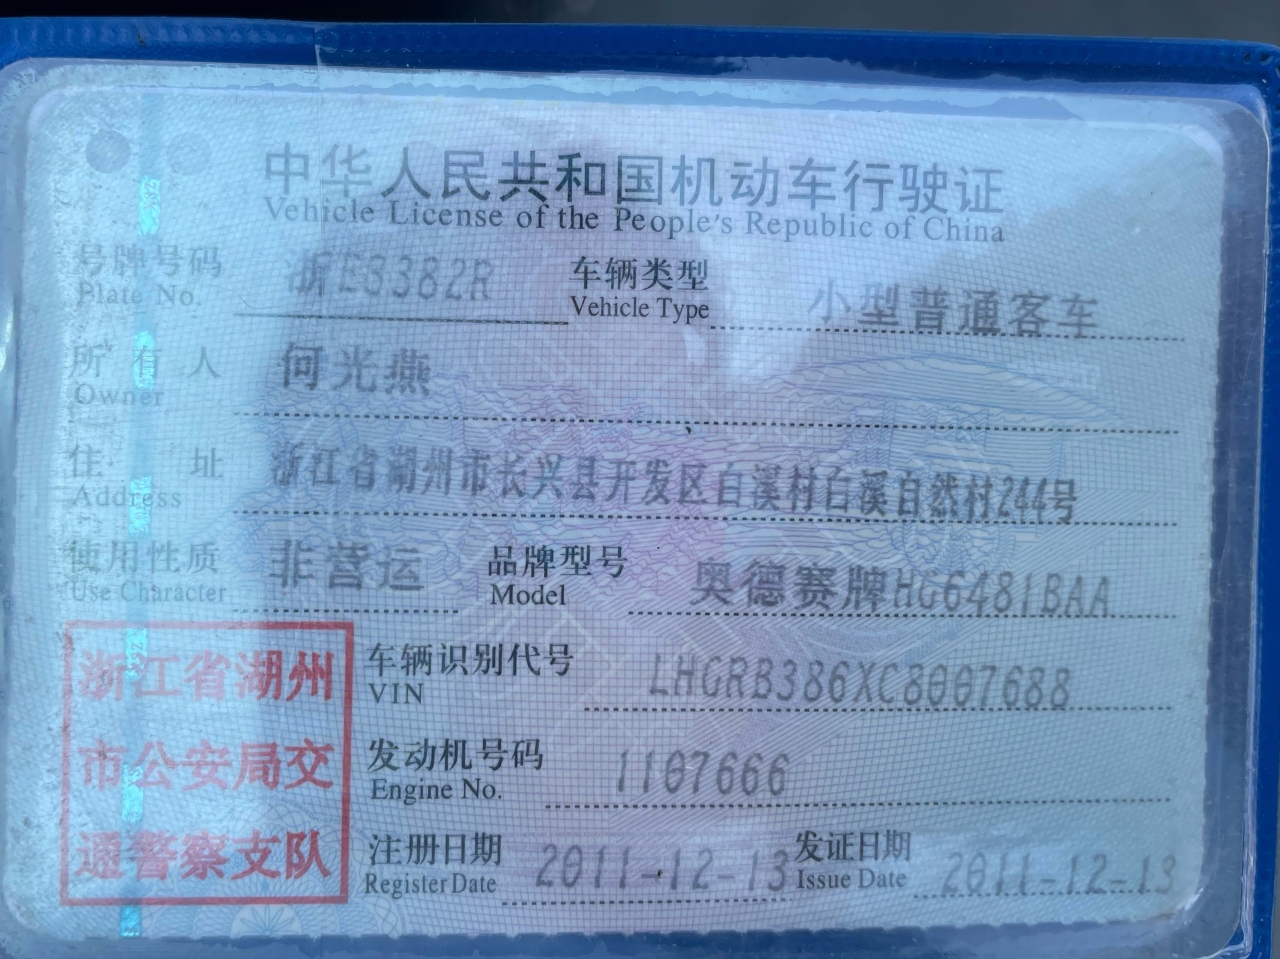 中华人民共和国机动车行驶证
Vehicle License of the People's Republic of China
号牌号码 浙EB382R 车辆类型 小型普通客车
Plate No. Vehicle Type
所有人 何光燕
Owner
住址 浙江省湖州市长兴县开发区白溪村白溪自然村244号
Address
使用性质 非营运 品牌型号 奥德赛牌HG6481BAA
Use Character Model
浙江省湖州
市公安局交
通警察支队
车辆识别代号 LHGRB386XC8007688
VIN
发动机号码 1107666
Engine No.
注册日期 2011-12-13 发证日期 2011-12-13
Register Date Issue Date